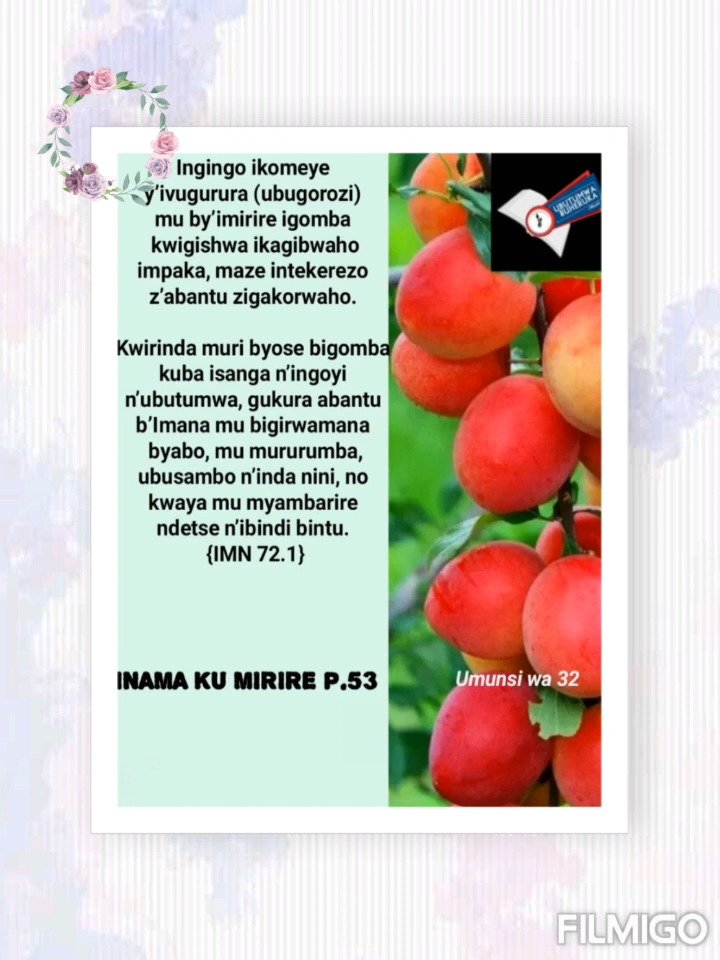 Ingingo ikomeye
y'ivugurura (ubugorozi)
mu by'imirire igomba
kwigishwa ikagibwaho
impaka, maze intekerezo
z'abantu zigakorwaho.
Kwirinda muri byose bigomba
kuba isanga n'ingoyi
n'ubutumwa, gukura abantu
b'Imana mu bigirwamana
byabo, mu mururumba,
ubusambo n'inda nini, no
kwaya mu myambarire
ndetse n'ibindi bintu.
{IMN 72.1}
INAMA KU MIRIRE P.53
UBUTUMWA
BUHERUKA
Umunsi wa 32
FILMIGO